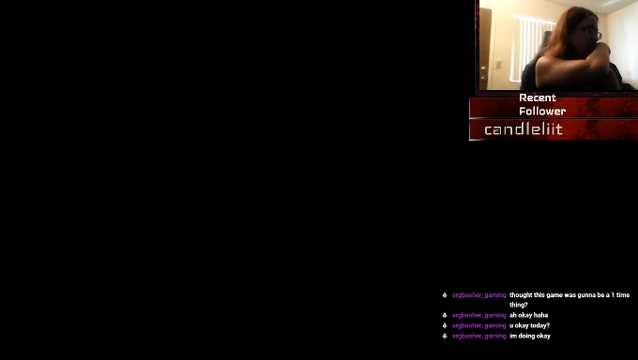 Recent
Follower
candleliit
argbasher_gaming thought this game was gunna be a 1 time
thing?
argbasher_gaming ah okay haha
argbasher_gaming u okay today?
argbasher_gaming im doing okay